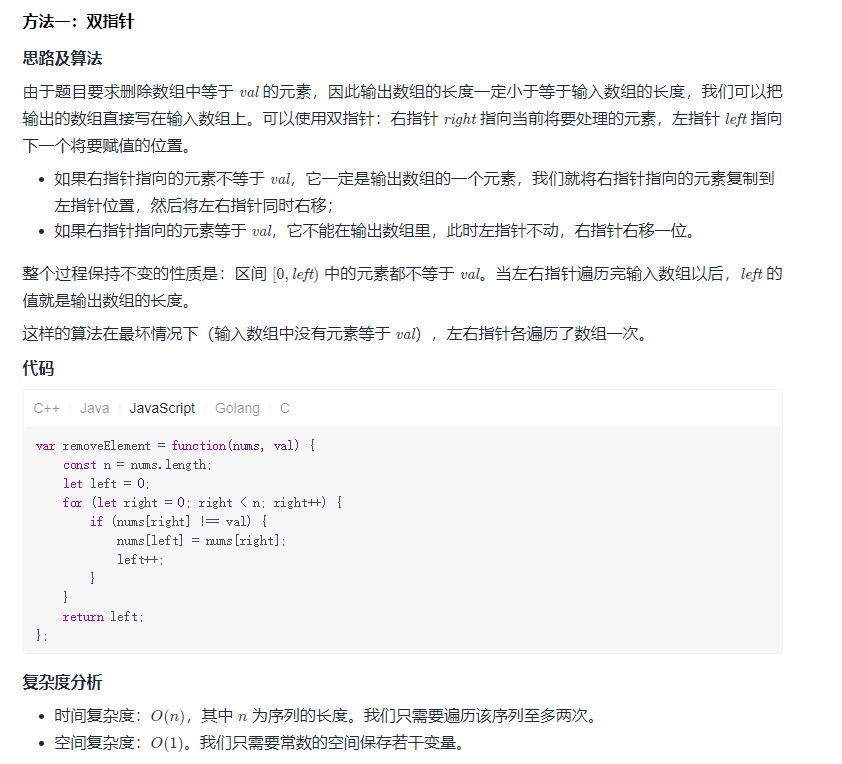 方法一：双指针
思路及算法
由于题目要求删除数组中等于 val 的元素，因此输出数组的长度一定小于等于输入数组的长度，我们可以把
输出的数组直接写在输入数组上。可以使用双指针：右指针 right 指向当前将要处理的元素，左指针 left 指向
下一个将要赋值的位置。
• 如果右指针指向的元素不等于 val，它一定是输出数组的一个元素，我们就将右指针指向的元素复制到
左指针位置，然后将左右指针同时右移；
• 如果右指针指向的元素等于 val，它不能在输出数组里，此时左指针不动，右指针右移一位。
整个过程保持不变的性质是：区间 [0, left) 中的元素都不等于 val。当左右指针遍历完输入数组以后，left 的
值就是输出数组的长度。
这样的算法在最坏情况下（输入数组中没有元素等于 val），左右指针各遍历了数组一次。
代码
C++ Java JavaScript Golang C
var removeElement = function(nums, val) {
    const n = nums.length;
    let left = 0;
    for (let right = 0; right < n; right++) {
        if (nums[right] !== val) {
            nums[left] = nums[right];
            left++;
        }
    }
    return left;
};
复杂度分析
• 时间复杂度：O(n)，其中 n 为序列的长度。我们只需要遍历该序列至多两次。
• 空间复杂度：O(1)。我们只需要常数的空间保存若干变量。